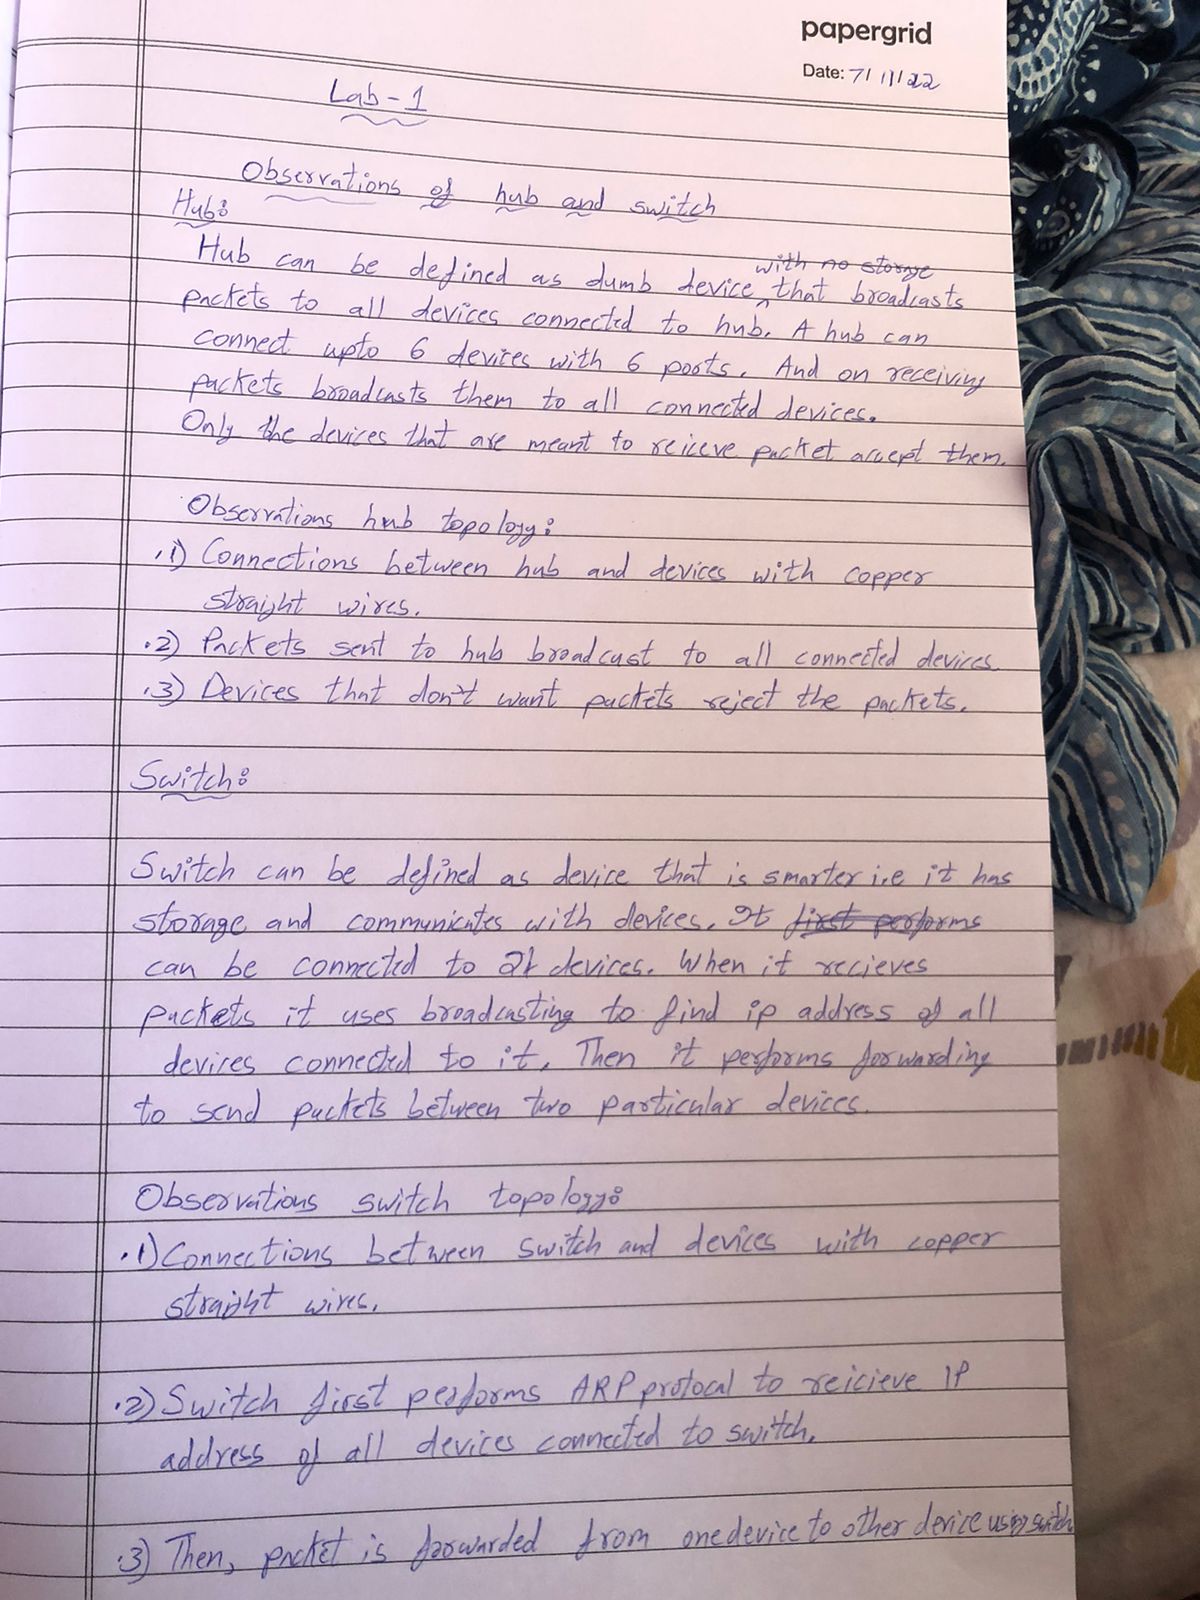 papergrid
Date: 7/11/22
Lab-1
Observations of hub and switch
Hub:
Hub can be defined as dumb device with no storage that broadcasts
packets to all devices connected to hub. A hub can
connect upto 6 devices with 6 ports. And on receiving
packets broadcasts them to all connected devices.
Only the devices that are meant to reicieve packet accept them.
Observations hub topology:
.1) Connections between hub and devices with copper
straight wires.
.2) Packets sent to hub broadcast to all connected devices
.3) Devices that don't want packets reject the packets.
Switch:
Switch can be defined as device that is smarter i.e it has
storage and communicates with devices. It first performs
can be connected to devices. When it recieves
packets it uses broadcasting to find ip address of all
devices connected to it. Then it performs forwarding
to send packets between two particular devices.
Observations switch topology:
.1) Connections between switch and devices with copper
straight wires.
.2) Switch first performs ARP protocal to reicieve IP
address of all devices connected to switch.
.3) Then, packet is forwarded from one device to other device using switch